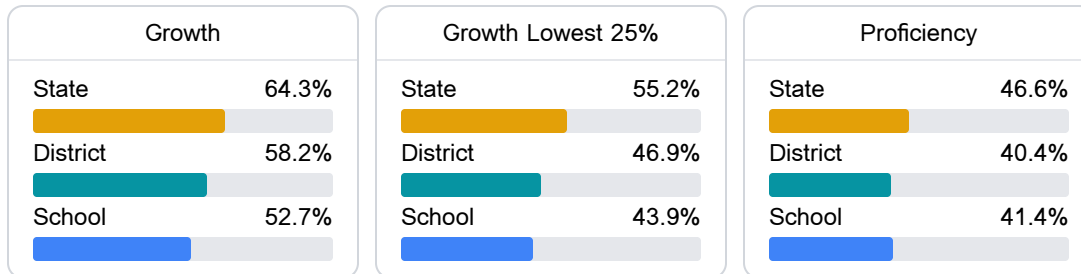 Growth
State 64.3%
District 58.2%
School 52.7%
Growth Lowest 25%
State 55.2%
District 46.9%
School 43.9%
Proficiency
State 46.6%
District 40.4%
School 41.4%